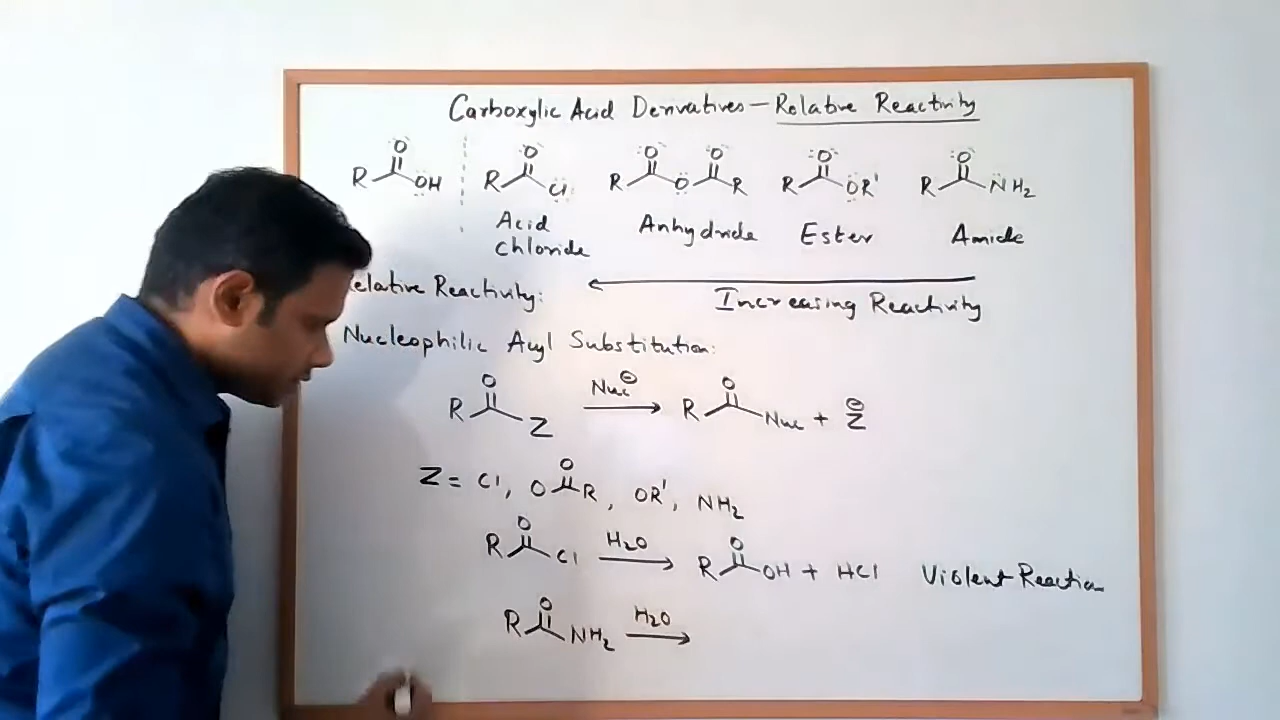 Carboxylic Acid Derivatives — Relative Reactivity
R O OH R O Cl R O O O R R O OR' R O NH2
Acid chloride Anhydride Ester Amide
elative Reactivity: Increasing Reactivity
Nucleophilic Acyl Substitution:
R O Z Nuc⊖ → R O Nuc + Z⊖
Z = Cl, O O R, OR', NH2
R O Cl H2O → R O OH + HCl Violent Reaction
R O NH2 H2O →